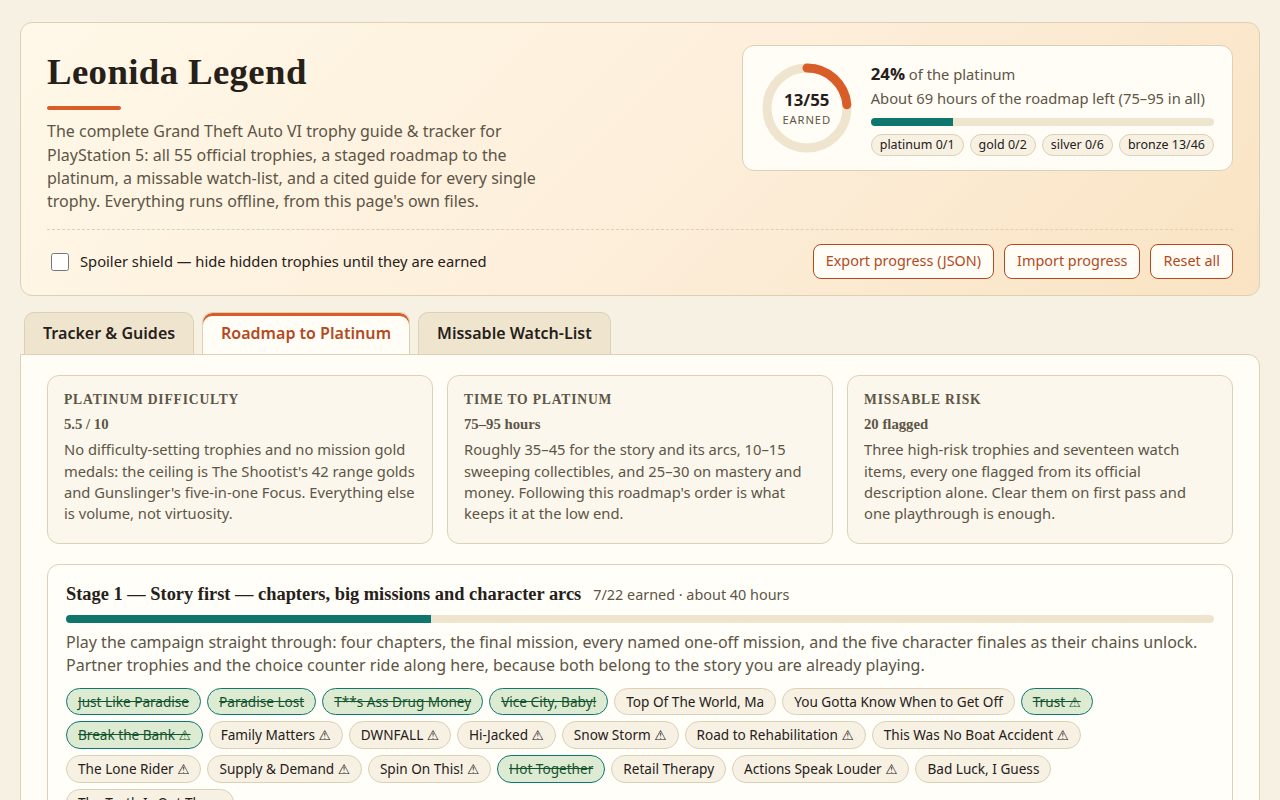 Leonida Legend
The complete Grand Theft Auto VI trophy guide & tracker for
PlayStation 5: all 55 official trophies, a staged roadmap to the
platinum, a missable watch-list, and a cited guide for every single
trophy. Everything runs offline, from this page's own files.
13/55
EARNED
24% of the platinum
About 69 hours of the roadmap left (75–95 in all)
platinum 0/1 gold 0/2 silver 0/6 bronze 13/46
Spoiler shield — hide hidden trophies until they are earned
Export progress (JSON) Import progress Reset all
Tracker & Guides Roadmap to Platinum Missable Watch-List
PLATINUM DIFFICULTY
5.5 / 10
No difficulty-setting trophies and no mission gold
medals: the ceiling is The Shootist's 42 range golds
and Gunslinger's five-in-one Focus. Everything else
is volume, not virtuosity.
TIME TO PLATINUM
75–95 hours
Roughly 35–45 for the story and its arcs, 10–15
sweeping collectibles, and 25–30 on mastery and
money. Following this roadmap's order is what
keeps it at the low end.
MISSABLE RISK
20 flagged
Three high-risk trophies and seventeen watch
items, every one flagged from its official
description alone. Clear them on first pass and
one playthrough is enough.
Stage 1 — Story first — chapters, big missions and character arcs 7/22 earned · about 40 hours
Play the campaign straight through: four chapters, the final mission, every named one-off mission, and the five character finales as their chains unlock.
Partner trophies and the choice counter ride along here, because both belong to the story you are already playing.
Just Like Paradise Paradise Lost T**s Ass Drug Money Vice City, Baby! Top Of The World, Ma You Gotta Know When to Get Off Trust ⚠
Break the Bank ⚠ Family Matters ⚠ DWNFALL ⚠ Hi-Jacked ⚠ Snow Storm ⚠ Road to Rehabilitation ⚠ This Was No Boat Accident ⚠
The Lone Rider ⚠ Supply & Demand ⚠ Spin On This! ⚠ Hot Together Retail Therapy Actions Speak Louder ⚠ Bad Luck, I Guess